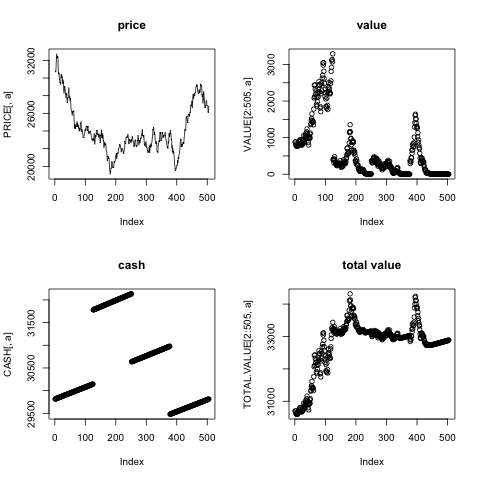 price
PRICE[, a]
20000 26000 32000
0 100 200 300 400 500
Index
value
VALUE[2:505, a]
0 1000 2000 3000
0 100 200 300 400 500
Index
cash
CASH[, a]
29500 30500 31500
0 100 200 300 400 500
Index
total value
TOTAL.VALUE[2:505, a]
31000 33000
0 100 200 300 400 500
Index